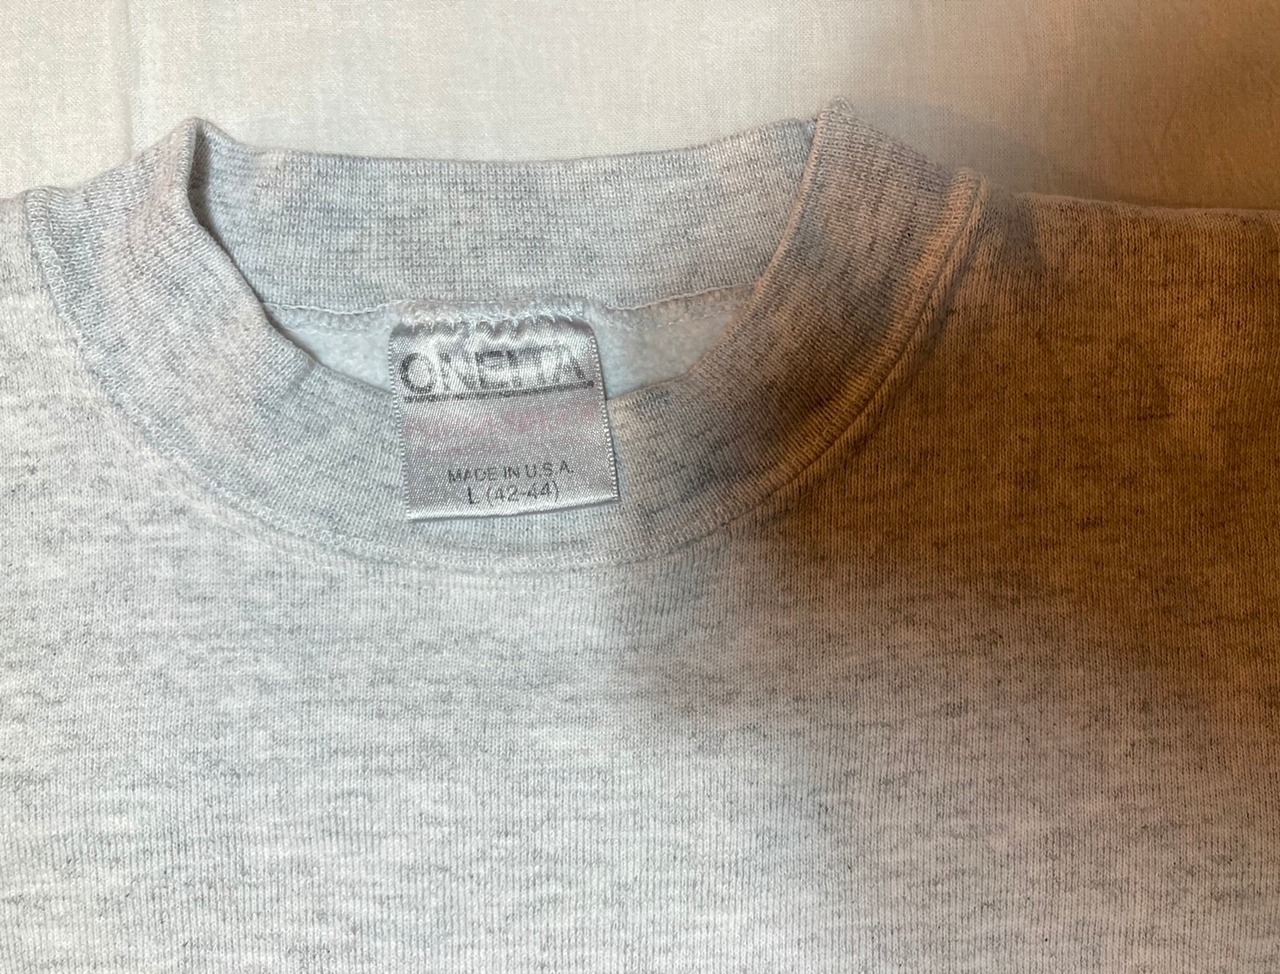 ONEITA
MADE IN U.S.A.
L (42-44)